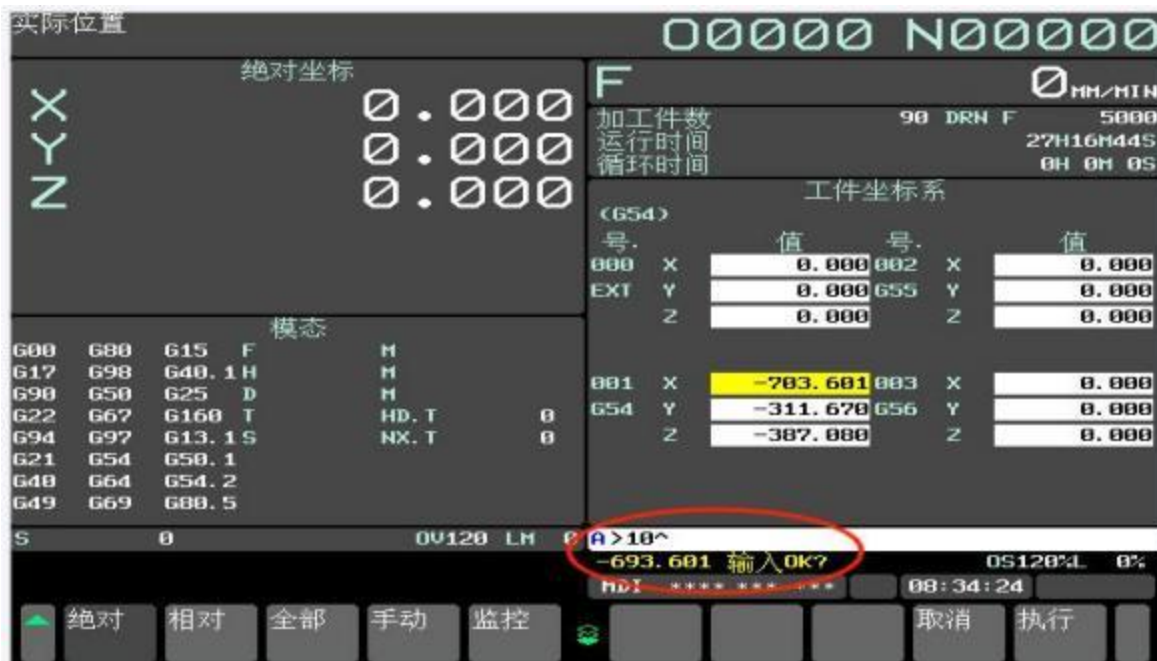 实际位置
O0000 N00000
绝对坐标
X 0.000
Y 0.000
Z 0.000
F 0 MM/MIN
加工件数 90 DRN F 5000
运行时间 27H16M44S
循环时间 0H 0M 0S
工件坐标系
(G54)
号. 值 号. 值
000 X 0.000 002 X 0.000
EXT Y 0.000 G55 Y 0.000
Z 0.000 Z 0.000
001 X -703.601 003 X 0.000
G54 Y -311.670 G56 Y 0.000
Z -387.080 Z 0.000
模态
G00 G80 G15 F M
G17 G98 G40.1 H M
G90 G50 G25 D M
G22 G67 G160 T HD.T 0
G94 G97 G13.1 S NX.T 0
G21 G54 G50.1
G40 G64 G54.2
G49 G69 G80.5
S 0 OV120 LM 0
A>10^
-693.601 输入OK?
OS120%L 0%
MDI **** *** *** 08:34:24
绝对 相对 全部 手动 监控 取消 执行